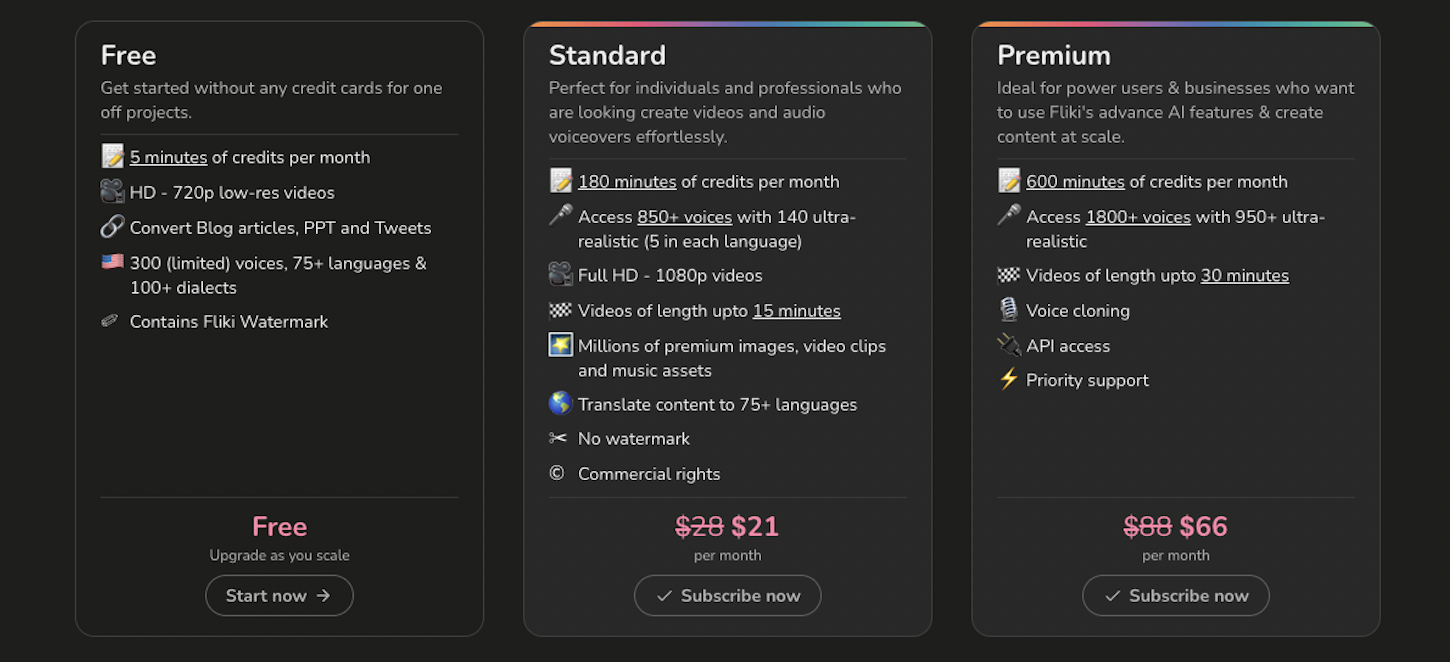 Free
Get started without any credit cards for one
off projects.
5 minutes of credits per month
HD - 720p low-res videos
Convert Blog articles, PPT and Tweets
300 (limited) voices, 75+ languages &
100+ dialects
Contains Fliki Watermark
Free
Upgrade as you scale
Start now →
Standard
Perfect for individuals and professionals who
are looking create videos and audio
voiceovers effortlessly.
180 minutes of credits per month
Access 850+ voices with 140 ultra-
realistic (5 in each language)
Full HD - 1080p videos
Videos of length upto 15 minutes
Millions of premium images, video clips
and music assets
Translate content to 75+ languages
No watermark
© Commercial rights
$28 $21
per month
✓ Subscribe now
Premium
Ideal for power users & businesses who want
to use Fliki's advance AI features & create
content at scale.
600 minutes of credits per month
Access 1800+ voices with 950+ ultra-
realistic
Videos of length upto 30 minutes
Voice cloning
API access
Priority support
$88 $66
per month
✓ Subscribe now